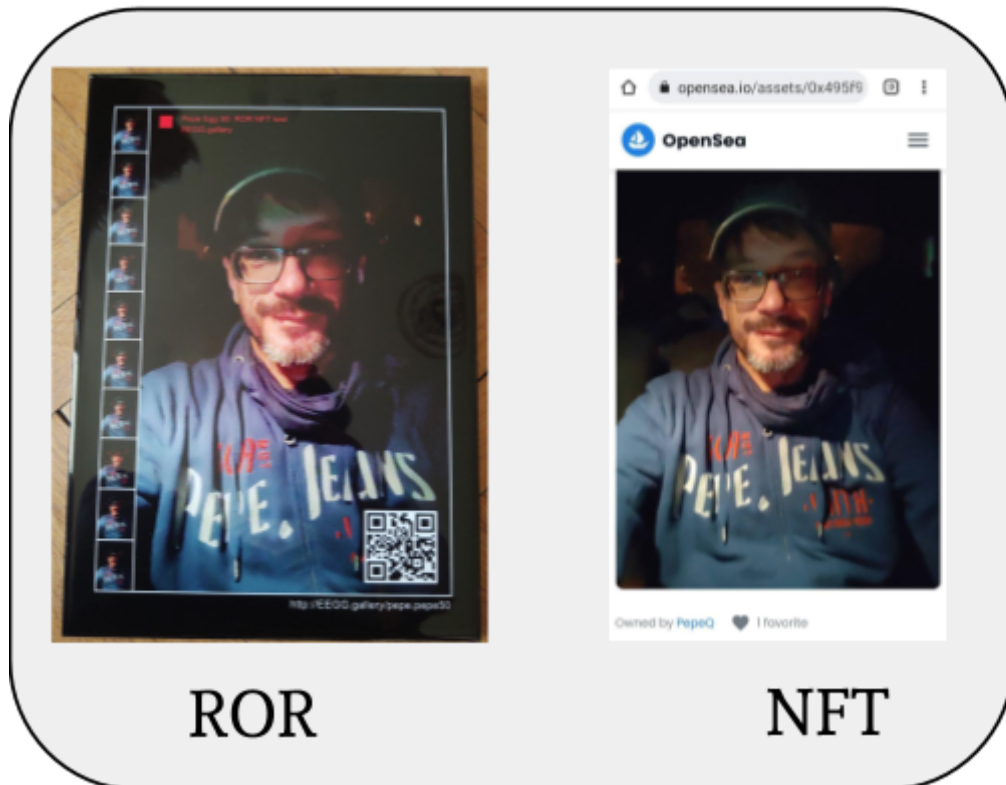 Pepe Egg 50 ROR NFT test
EEGG.gallery
PEPE. JEANS
http://EEGG.gallery/pepe.pepe50
ROR
opensea.io/assets/0x495f9
OpenSea
PEPE. JEANS
Owned by PepeQ 1 favorite
NFT